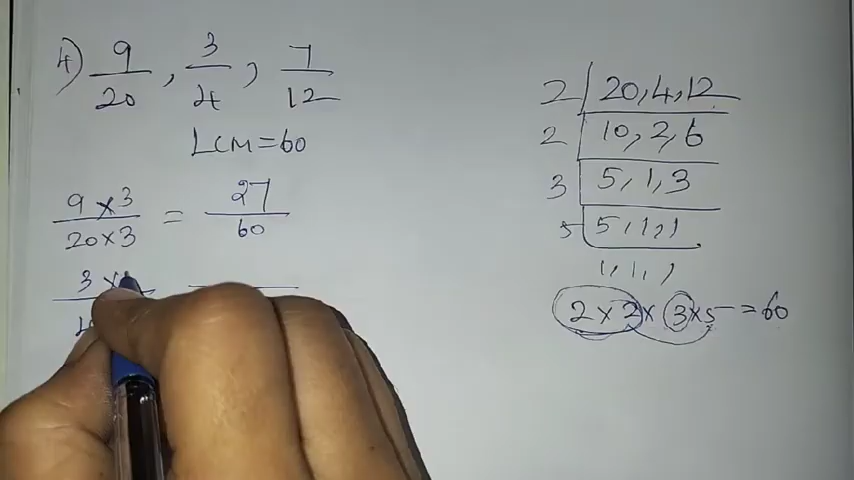 4) 9/20, 3/4, 7/12
LCM=60
9×3/20×3 = 27/60
3×
2 | 20,4,12
2 | 10,2,6
3 | 5,1,3
5 | 5,1,1
1,1,1
2×2×3×5=60